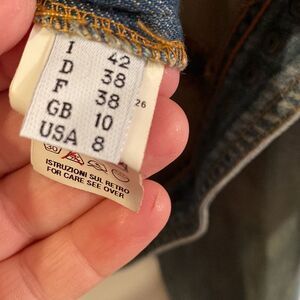 I 42
D 38
F 38
GB 10
USA 8
26
30
ISTRUZIONI SUL RETRO
FOR CARE SEE OVER